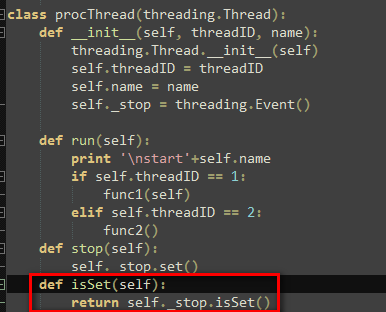 class procThread(threading.Thread):
    def __init__(self, threadID, name):
        threading.Thread.__init__(self)
        self.threadID = threadID
        self.name = name
        self._stop = threading.Event()
    def run(self):
        print '\nstart'+self.name
        if self.threadID == 1:
            func1(self)
        elif self.threadID == 2:
            func2()
    def stop(self):
        self._stop.set()
    def isSet(self):
        return self._stop.isSet()